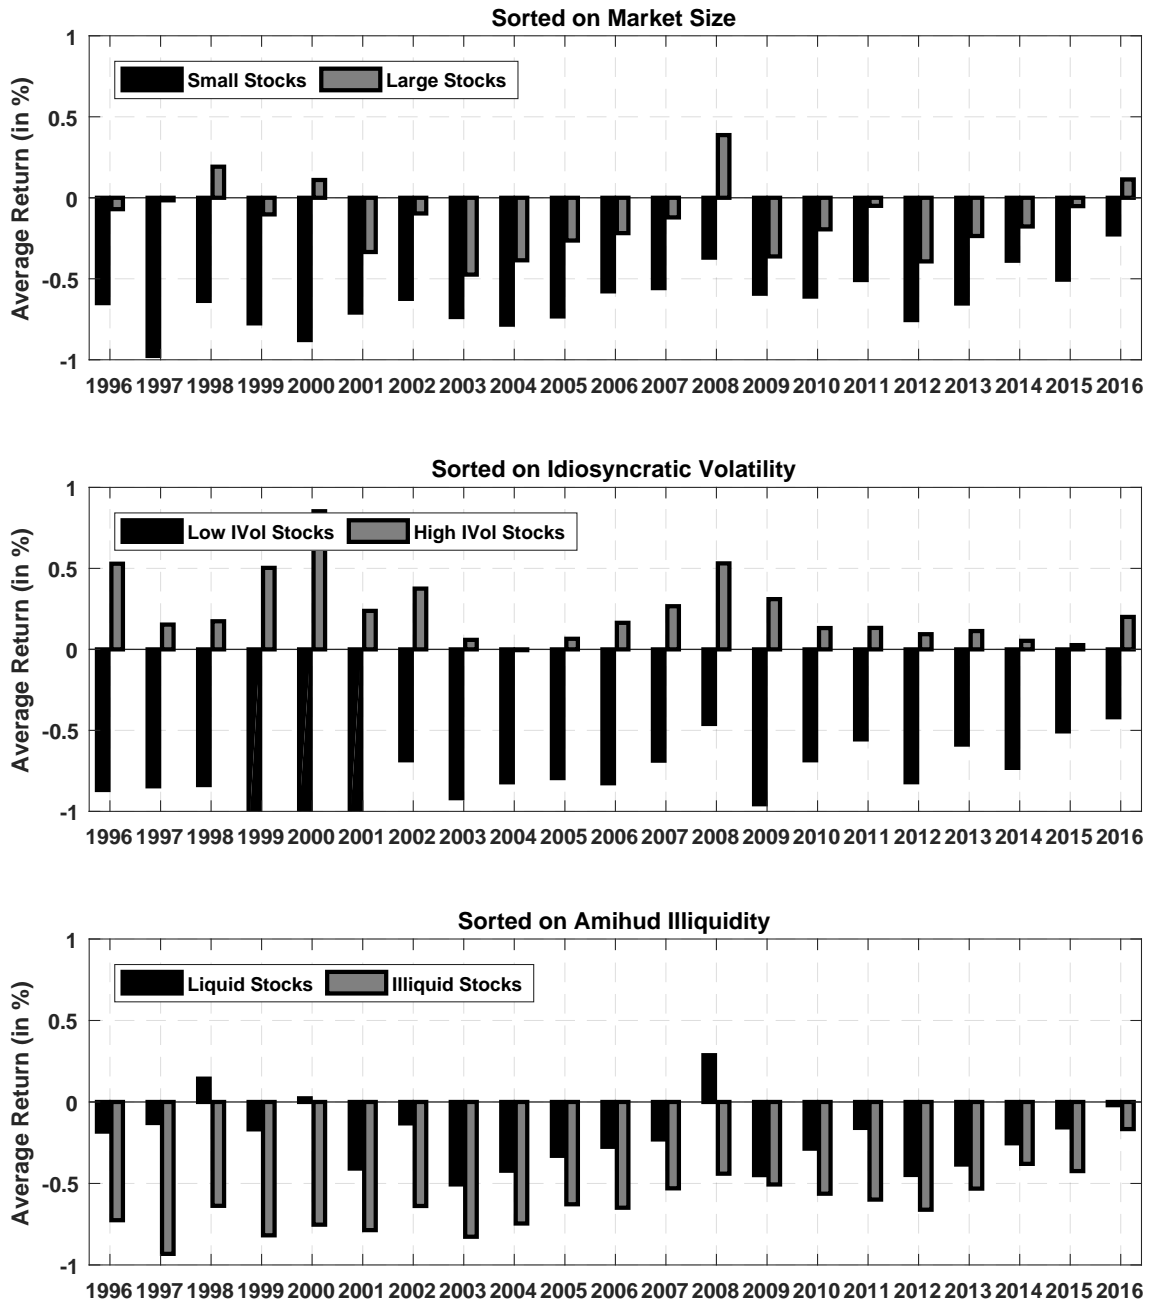 Sorted on Market Size
Average Return (in %)
1
0.5
0
-0.5
-1
Small Stocks Large Stocks
1996 1997 1998 1999 2000 2001 2002 2003 2004 2005 2006 2007 2008 2009 2010 2011 2012 2013 2014 2015 2016
Sorted on Idiosyncratic Volatility
Average Return (in %)
1
0.5
0
-0.5
-1
Low IVol Stocks High IVol Stocks
1996 1997 1998 1999 2000 2001 2002 2003 2004 2005 2006 2007 2008 2009 2010 2011 2012 2013 2014 2015 2016
Sorted on Amihud Illiquidity
Average Return (in %)
1
0.5
0
-0.5
-1
Liquid Stocks Illiquid Stocks
1996 1997 1998 1999 2000 2001 2002 2003 2004 2005 2006 2007 2008 2009 2010 2011 2012 2013 2014 2015 2016